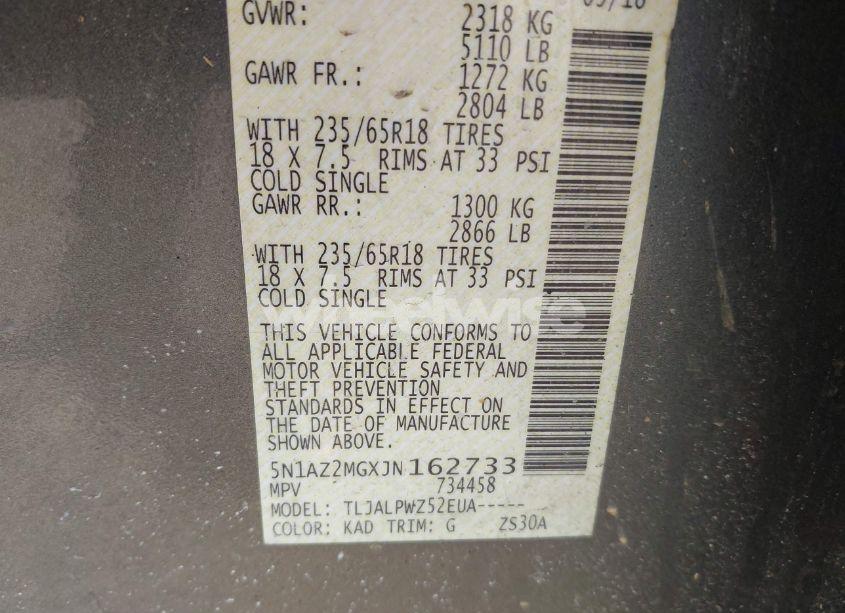 09/18
GVWR: 2318 KG
5110 LB
GAWR FR.: 1272 KG
2804 LB
WITH 235/65R18 TIRES
18 X 7.5 RIMS AT 33 PSI
COLD SINGLE
GAWR RR.: 1300 KG
2866 LB
WITH 235/65R18 TIRES
18 X 7.5 RIMS AT 33 PSI
COLD SINGLE
wheelwise
THIS VEHICLE CONFORMS TO
ALL APPLICABLE FEDERAL
MOTOR VEHICLE SAFETY AND
THEFT PREVENTION
STANDARDS IN EFFECT ON
THE DATE OF MANUFACTURE
SHOWN ABOVE.
5N1AZ2MGXJN162733
MPV 734458
MODEL: TLJALPWZ52EUA-----
COLOR: KAD TRIM: G ZS30A